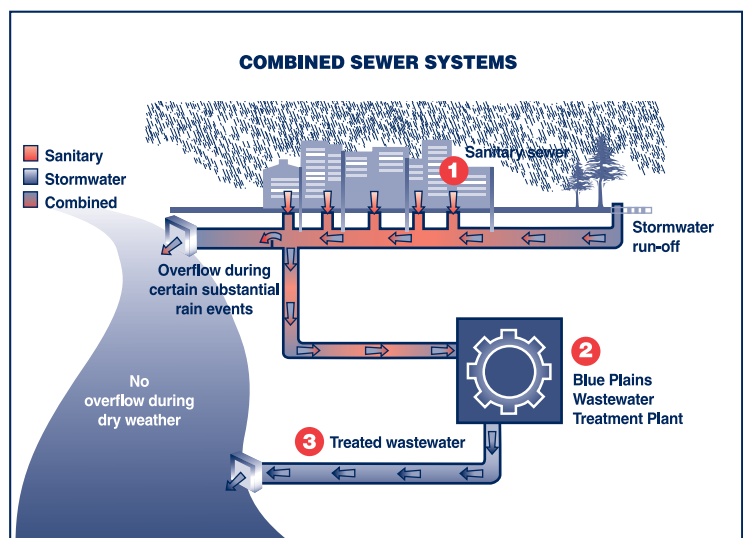 COMBINED SEWER SYSTEMS
Sanitary
Stormwater
Combined
Sanitary sewer
1
Stormwater
run-off
Overflow during
certain substantial
rain events
No
overflow during
dry weather
2
Blue Plains
Wastewater
Treatment Plant
3 Treated wastewater